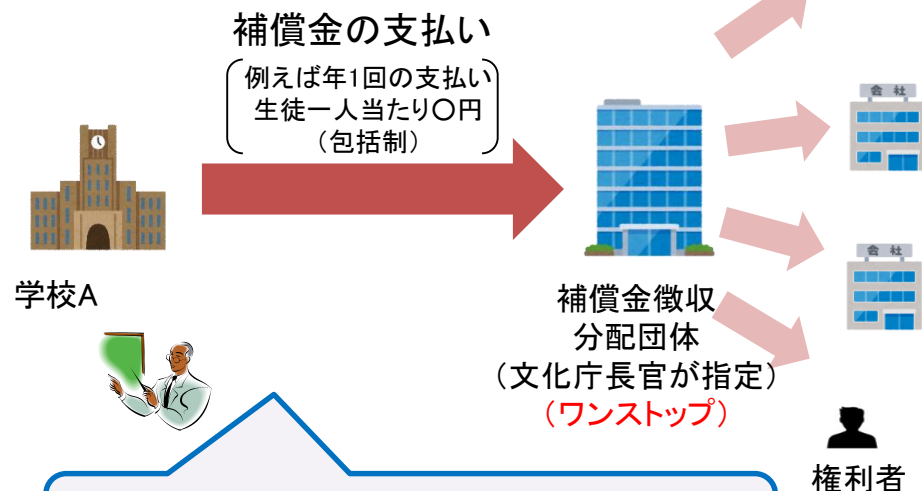 補償金の支払い
例えば年1回の支払い
生徒一人当たり〇円
（包括制）
会 社
学校A
会 社
補償金徴収
分配団体
（文化庁長官が指定）
（ワンストップ）
権利者